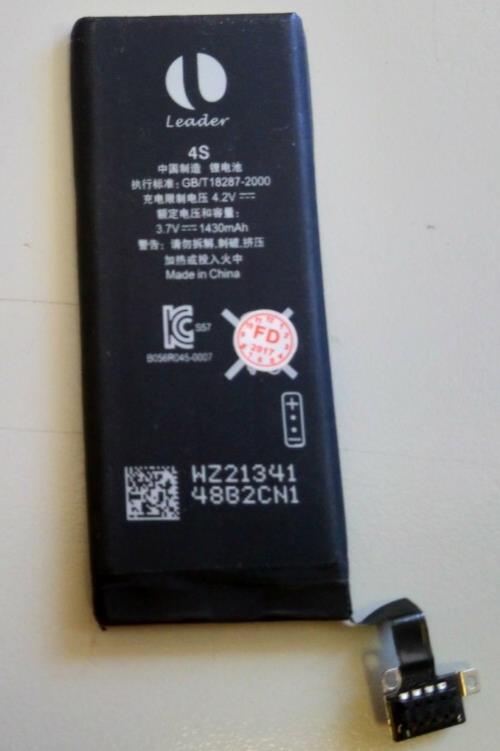 Leader
4S
中国制造 锂电池
执行标准: GB/T18287-2000
充电限制电压 4.2V
额定电压和容量:
3.7V 1430mAh
警告: 请勿拆解,制破,挤压
加热或投入火中
Made in China
S57
B056R045-0007
FD
2017
WZ21341
48B2CN1